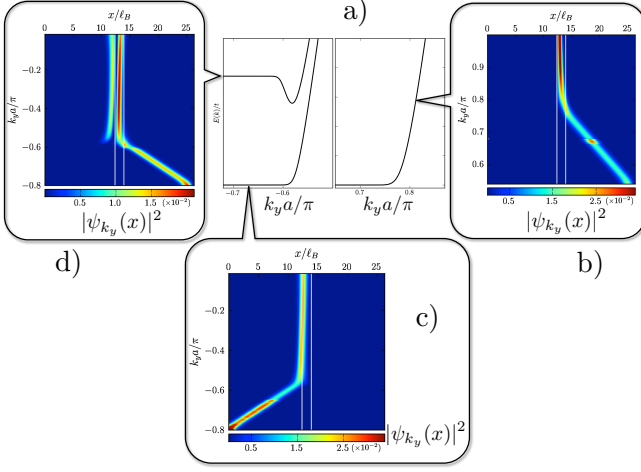 a)
x/ℓ_B
0 5 10 15 20 25
k_y a/π
−0.2
−0.4
−0.6
−0.8
0.5 1.0 1.5 (×10⁻²)
|ψ_{k_y}(x)|²
d)
E(k)/t
−0.7 −0.6
k_y a/π
0.7 0.8
k_y a/π
x/ℓ_B
0 5 10 15 20 25
k_y a/π
0.9
0.8
0.7
0.6
0.5 1.5 2.5 (×10⁻²)
|ψ_{k_y}(x)|²
b)
x/ℓ_B
0 5 10 15 20 25
k_y a/π
−0.2
−0.4
−0.6
−0.8
0.5 1.5 2.5 (×10⁻²)
|ψ_{k_y}(x)|²
c)